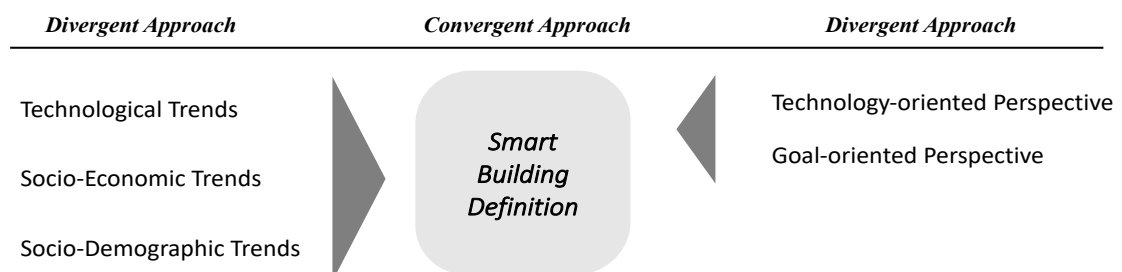 Divergent Approach
Convergent Approach
Divergent Approach
Technological Trends
Socio-Economic Trends
Socio-Demographic Trends
Smart
Building
Definition
Technology-oriented Perspective
Goal-oriented Perspective